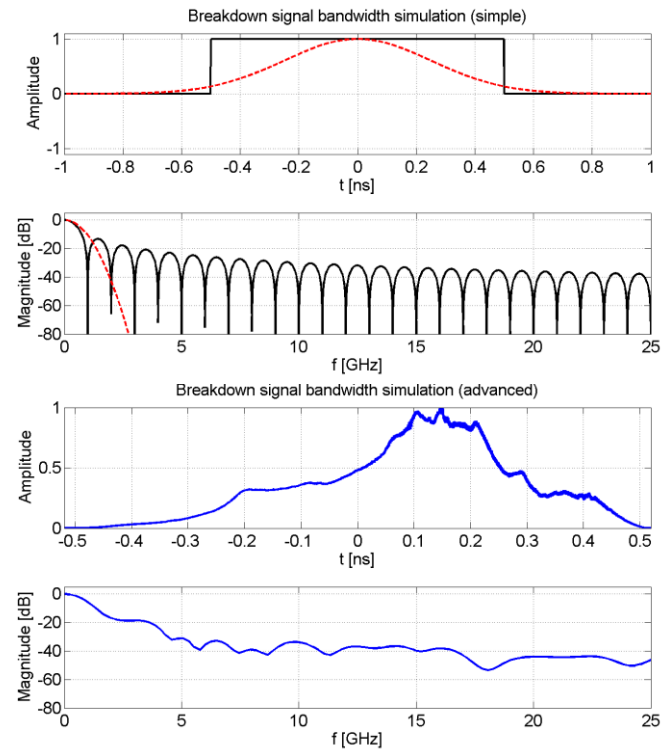 Breakdown signal bandwidth simulation (simple)
Amplitude
1
0
-1
-1 -0.8 -0.6 -0.4 -0.2 0 0.2 0.4 0.6 0.8 1
t [ns]
Magnitude [dB]
0
-20
-40
-60
-80
0 5 10 15 20 25
f [GHz]
Breakdown signal bandwidth simulation (advanced)
Amplitude
1
0.5
0
-0.5 -0.4 -0.3 -0.2 -0.1 0 0.1 0.2 0.3 0.4 0.5
t [ns]
Magnitude [dB]
0
-20
-40
-60
-80
0 5 10 15 20 25
f [GHz]